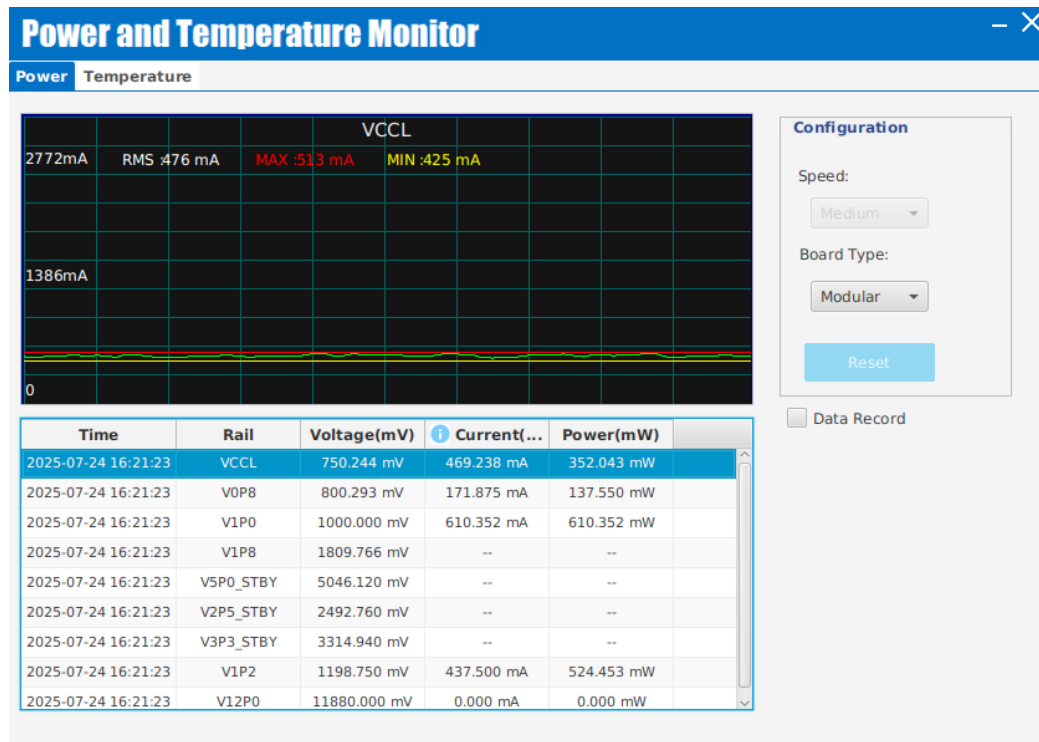 Power and Temperature Monitor
Power Temperature
VCCL
2772mA RMS :476 mA MAX :513 mA MIN :425 mA
1386mA
0
Configuration
Speed:
Medium
Board Type:
Modular
Reset
Data Record
Time Rail Voltage(mV) i Current(... Power(mW)
2025-07-24 16:21:23 VCCL 750.244 mV 469.238 mA 352.043 mW
2025-07-24 16:21:23 V0P8 800.293 mV 171.875 mA 137.550 mW
2025-07-24 16:21:23 V1P0 1000.000 mV 610.352 mA 610.352 mW
2025-07-24 16:21:23 V1P8 1809.766 mV -- --
2025-07-24 16:21:23 V5P0_STBY 5046.120 mV -- --
2025-07-24 16:21:23 V2P5_STBY 2492.760 mV -- --
2025-07-24 16:21:23 V3P3_STBY 3314.940 mV -- --
2025-07-24 16:21:23 V1P2 1198.750 mV 437.500 mA 524.453 mW
2025-07-24 16:21:23 V12P0 11880.000 mV 0.000 mA 0.000 mW